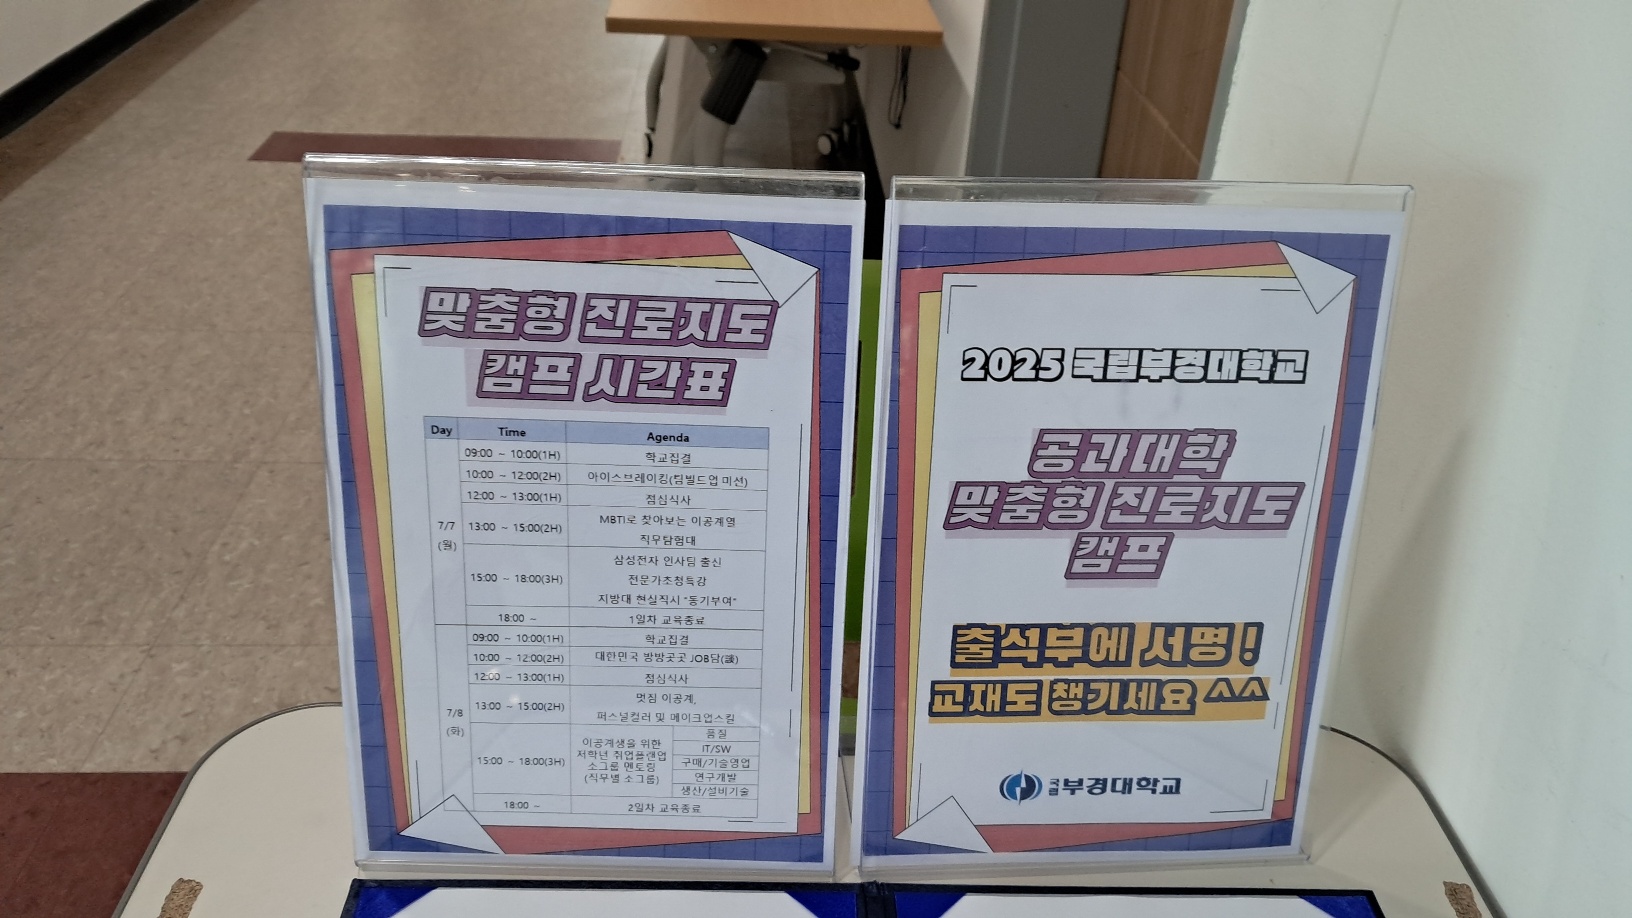 맞춤형 진로지도
캠프 시간표
Day Time Agenda
7/7
(월)
09:00 ~ 10:00(1H) 학교집결
10:00 ~ 12:00(2H) 아이스브레이킹(팀빌드업 미션)
12:00 ~ 13:00(1H) 점심식사
13:00 ~ 15:00(2H) MBTI로 찾아보는 이공계열
직무탐험대
15:00 ~ 18:00(3H) 삼성전자 인사팀 출신
전문가초청특강
지방대 현실직시 "동기부여"
18:00 ~ 1일차 교육종료
7/8
(화)
09:00 ~ 10:00(1H) 학교집결
10:00 ~ 12:00(2H) 대한민국 방방곳곳 JOB담(談)
12:00 ~ 13:00(1H) 점심식사
13:00 ~ 15:00(2H) 멋짐 이공계,
퍼스널컬러 및 메이크업스킬
15:00 ~ 18:00(3H) 이공계생을 위한
저학년 취업플랜업
소그룹 멘토링
(직무별 소그룹)
품질
IT/SW
구매/기술영업
연구개발
생산/설비기술
18:00 ~ 2일차 교육종료
2025 국립부경대학교
공과대학
맞춤형 진로지도
캠프
출석부에 서명!
교재도 챙기세요 ^^
국립 부경대학교